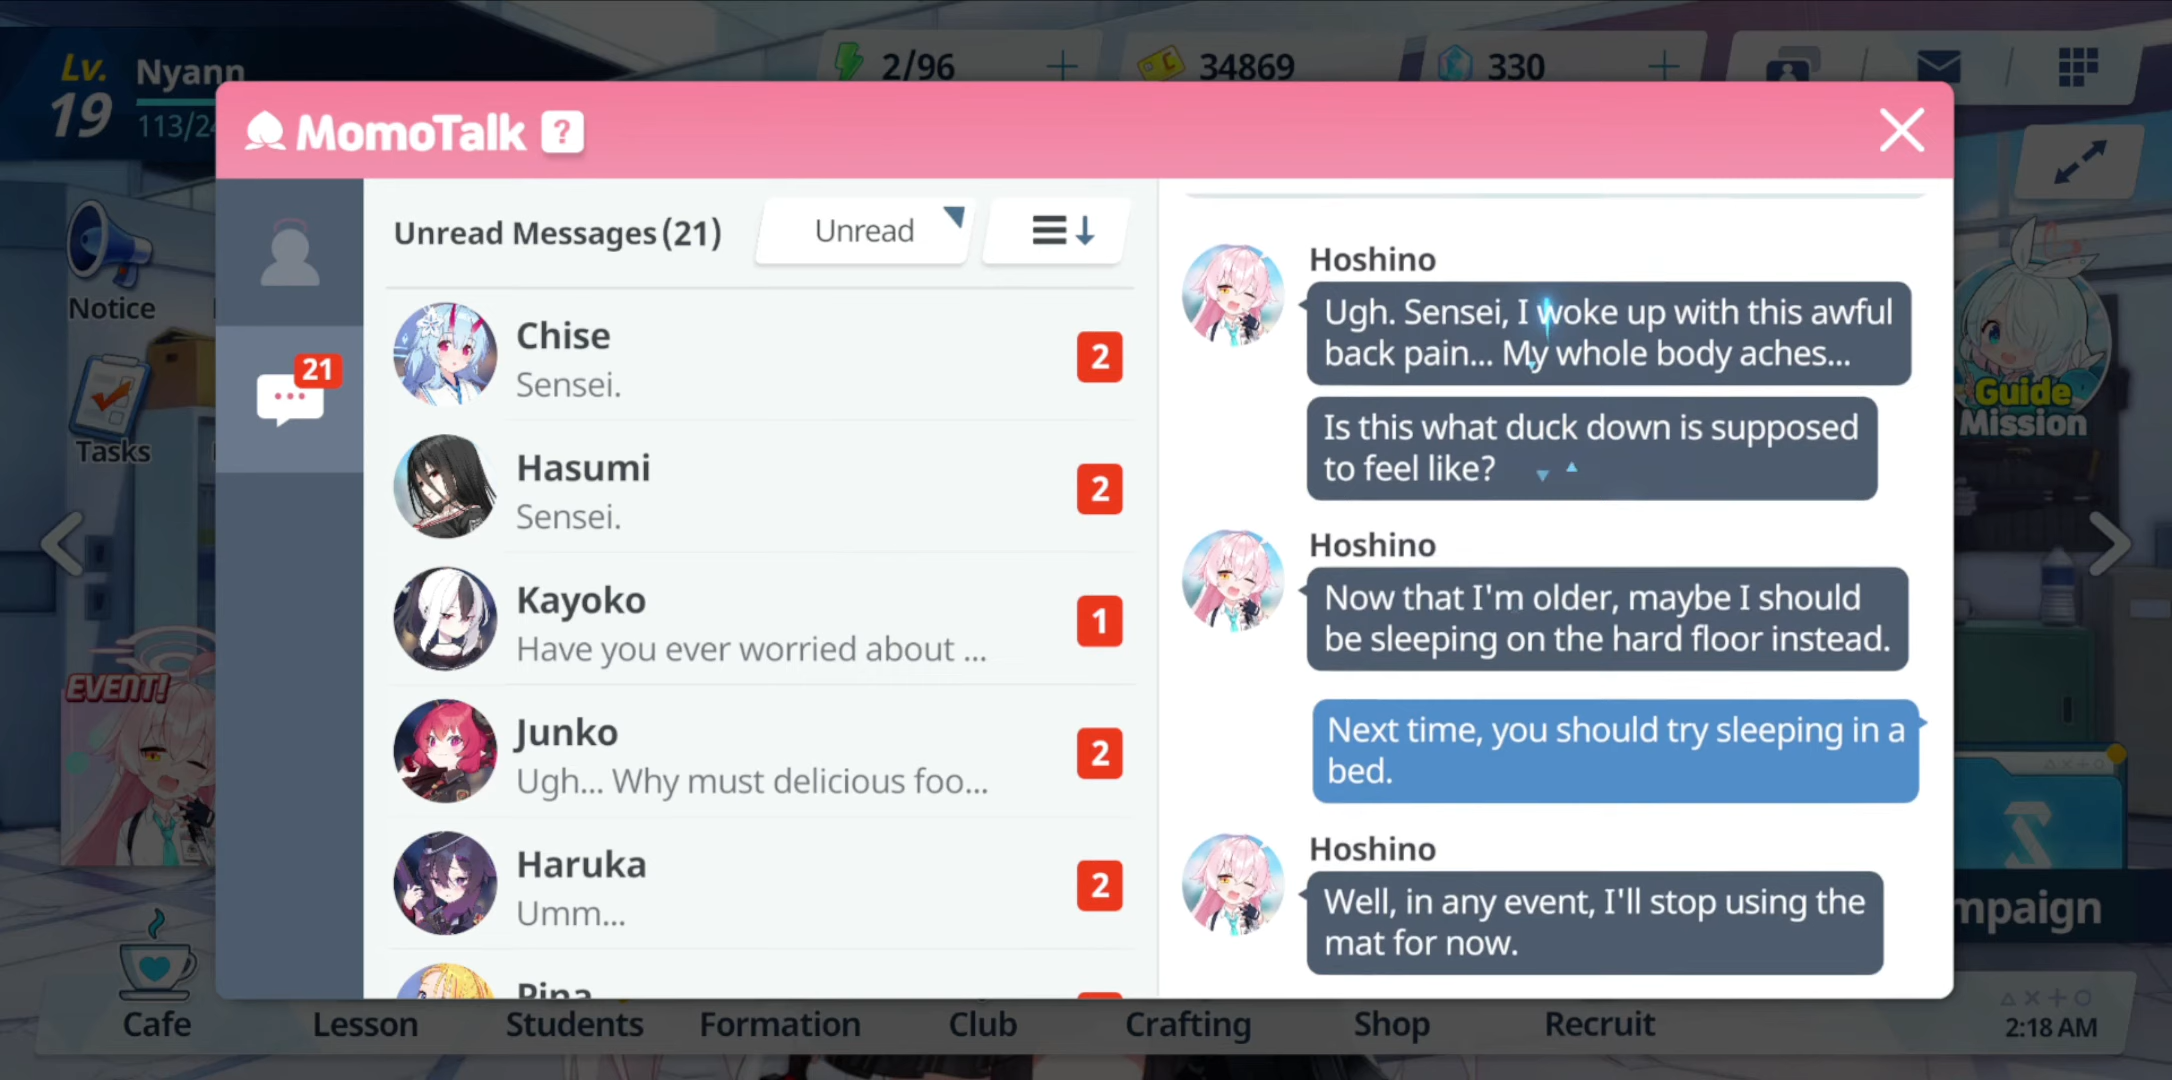 Lv.
19
Nyann
113/24
2/96
34869
330
MomoTalk ?
Notice
Tasks
EVENT!
21
Unread Messages (21)
Unread
Chise
Sensei.
2
Hasumi
Sensei.
2
Kayoko
Have you ever worried about ...
1
Junko
Ugh... Why must delicious foo...
2
Haruka
Umm...
2
Pina
Hoshino
Ugh. Sensei, I woke up with this awful
back pain... My whole body aches...
Is this what duck down is supposed
to feel like?
Hoshino
Now that I'm older, maybe I should
be sleeping on the hard floor instead.
Next time, you should try sleeping in a
bed.
Hoshino
Well, in any event, I'll stop using the
mat for now.
Guide
Mission
mpaign
Cafe
Lesson
Students
Formation
Club
Crafting
Shop
Recruit
2:18 AM